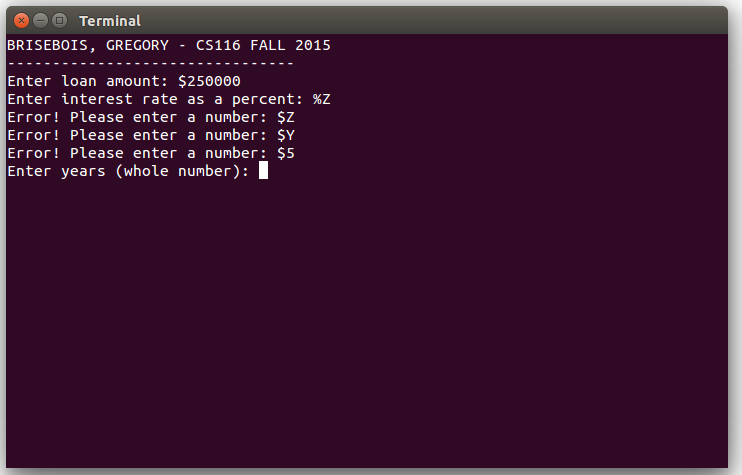 Terminal
BRISEBOIS, GREGORY - CS116 FALL 2015
--------------------------------
Enter loan amount: $250000
Enter interest rate as a percent: %Z
Error! Please enter a number: $Z
Error! Please enter a number: $Y
Error! Please enter a number: $5
Enter years (whole number):